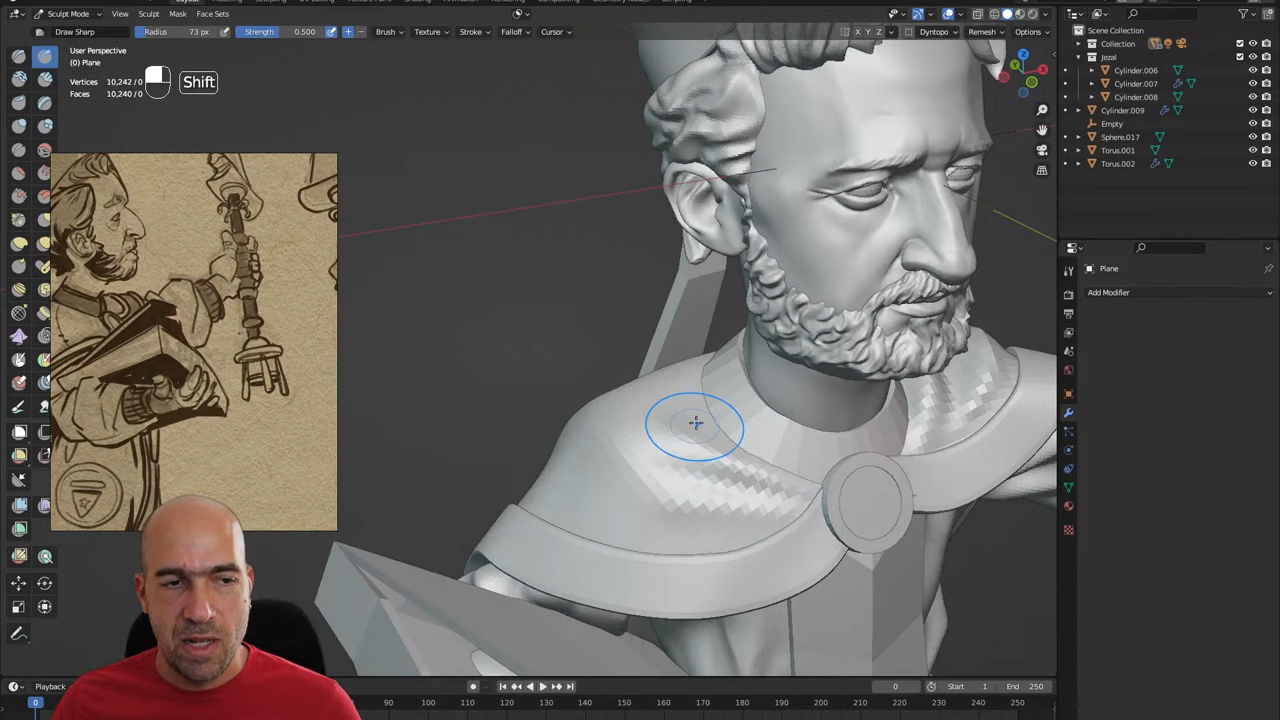 Layout
Sculpt Mode View Sculpt Mask Face Sets
Draw Sharp Radius 73 px Strength 0.500 Brush Texture Stroke Falloff Cursor X Y Z Dyntopo Remesh Options
User Perspective
(0) Plane
Vertices 10,242 / 0
Faces 10,240 / 0
Shift
Scene Collection
Collection
Jezal
Cylinder.006
Cylinder.007
Cylinder.008
Cylinder.009
Empty
Sphere.017
Torus.001
Torus.002
Plane
Add Modifier
Playback
0 Start 1 End 250
0 90 100 110 120 130 140 150 160 170 180 190 200 210 220 230 240 250